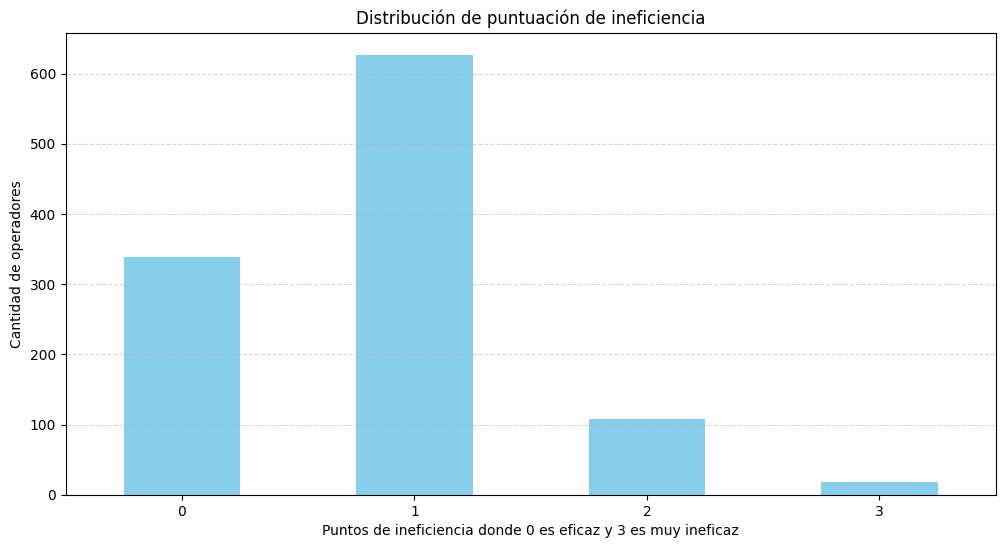 Distribución de puntuación de ineficiencia
Cantidad de operadores
600
500
400
300
200
100
0
0 1 2 3
Puntos de ineficiencia donde 0 es eficaz y 3 es muy ineficaz